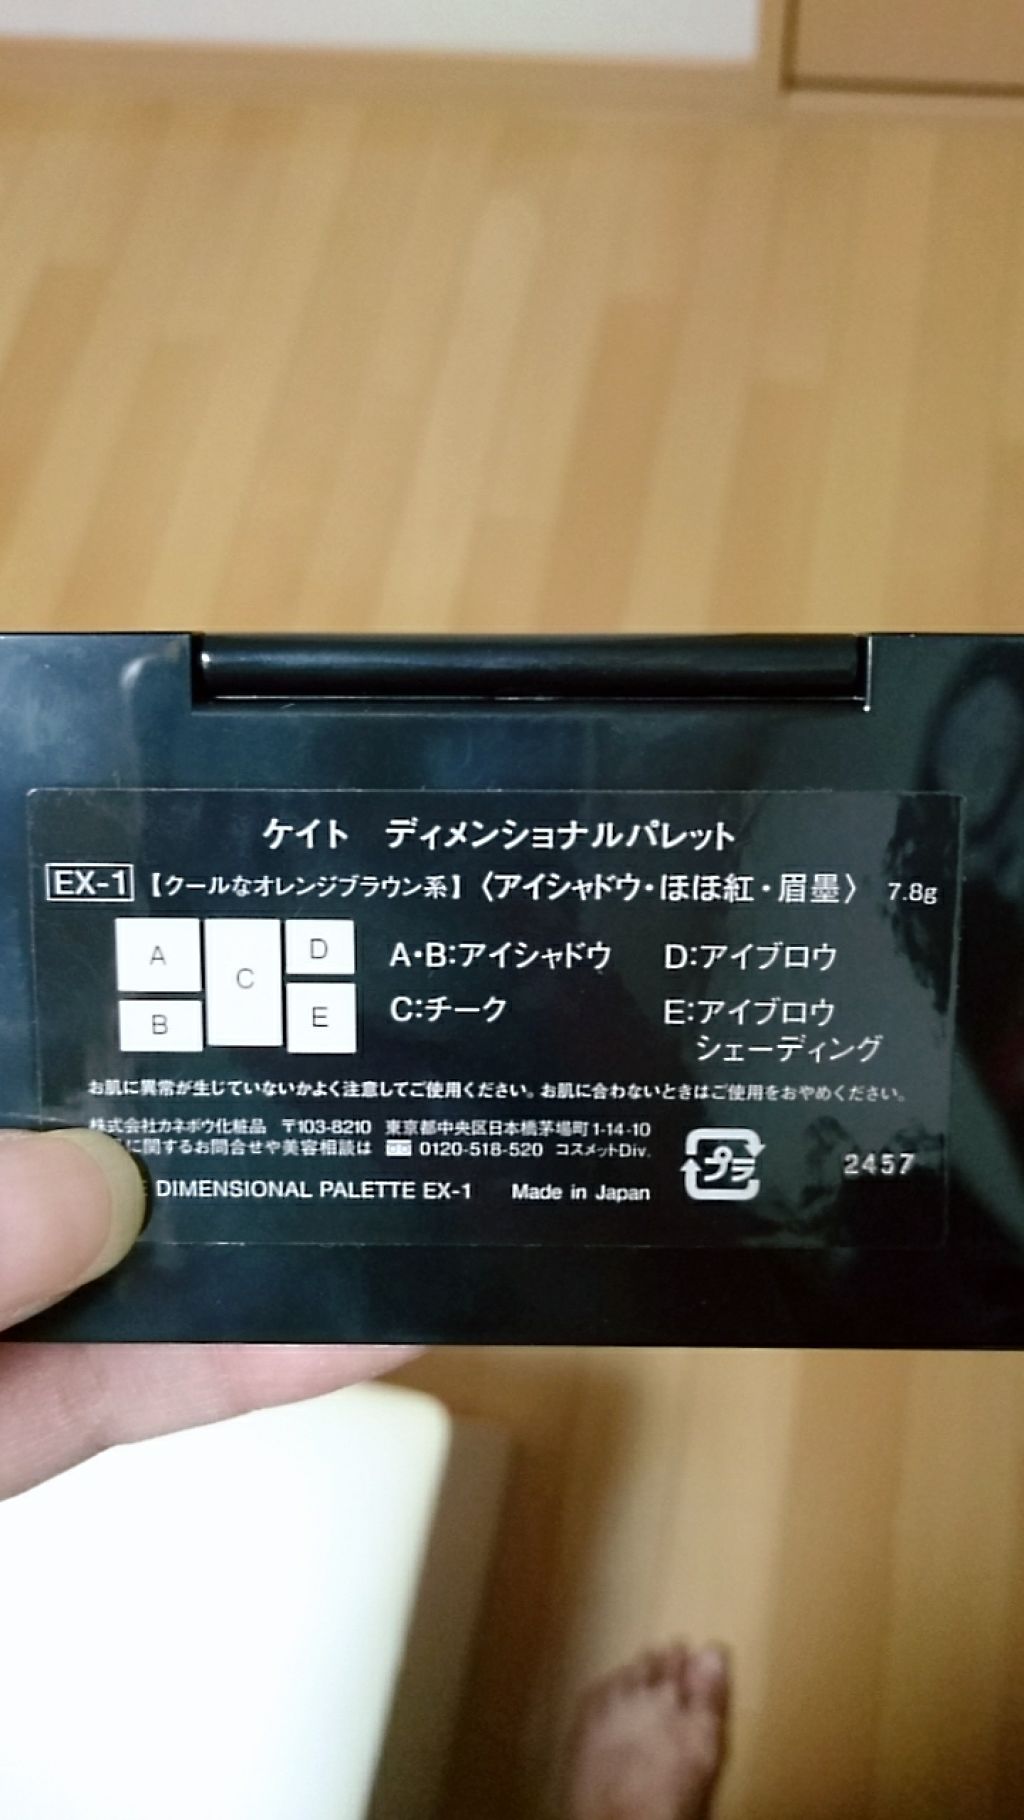 ケイト ディメンショナルパレット
EX-1 【クールなオレンジブラウン系】〈アイシャドウ・ほほ紅・眉墨〉 7.8g
A
B
C
D
E
A・B:アイシャドウ
C:チーク
D:アイブロウ
E:アイブロウ
シェーディング
お肌に異常が生じていないかよく注意してご使用ください。お肌に合わないときはご使用をおやめください。
株式会社カネボウ化粧品 〒103-8210 東京都中央区日本橋茅場町1-14-10
に関するお問合せや美容相談は 0120-518-520 コスメットDiv.
DIMENSIONAL PALETTE EX-1 Made in Japan
プラ
2457